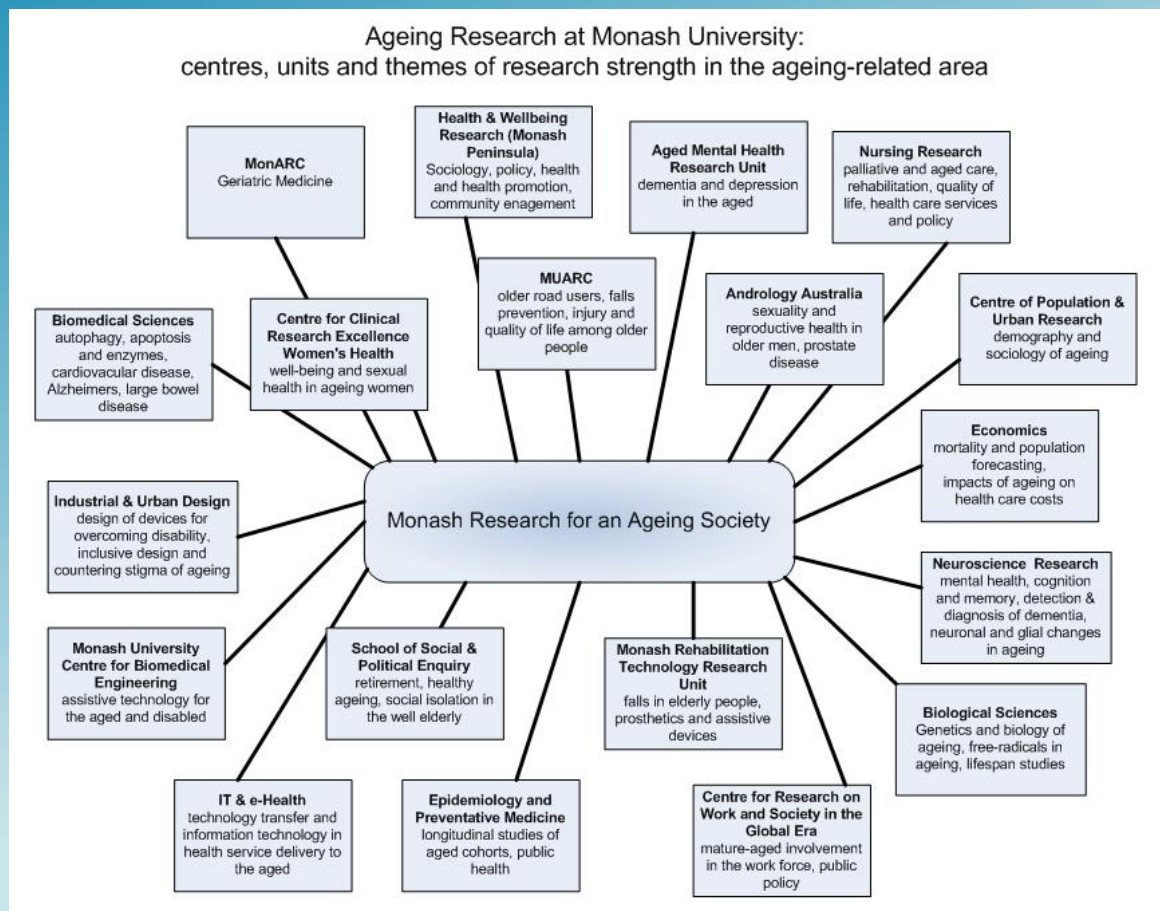 Ageing Research at Monash University:
centres, units and themes of research strength in the ageing-related area
MonARC
Geriatric Medicine
Health & Wellbeing
Research (Monash
Peninsula)
Sociology, policy, health
and health promotion,
community enagement
Aged Mental Health
Research Unit
dementia and depression
in the aged
Nursing Research
palliative and aged care,
rehabilitation, quality of
life, health care services
and policy
Biomedical Sciences
autophagy, apoptosis
and enzymes,
cardiovacular disease,
Alzheimers, large bowel
disease
Centre for Clinical
Research Excellence
Women's Health
well-being and sexual
health in ageing women
MUARC
older road users, falls
prevention, injury and
quality of life among older
people
Andrology Australia
sexuality and
reproductive health in
older men, prostate
disease
Centre of Population &
Urban Research
demography and
sociology of ageing
Economics
mortality and population
forecasting,
impacts of ageing on
health care costs
Industrial & Urban Design
design of devices for
overcoming disability,
inclusive design and
countering stigma of ageing
Monash Research for an Ageing Society
Neuroscience Research
mental health, cognition
and memory, detection &
diagnosis of dementia,
neuronal and glial changes
in ageing
Monash University
Centre for Biomedical
Engineering
assistive technology for
the aged and disabled
School of Social &
Political Enquiry
retirement, healthy
ageing, social isolation in
the well elderly
Monash Rehabilitation
Technology Research
Unit
falls in elderly people,
prosthetics and assistive
devices
Biological Sciences
Genetics and biology of
ageing, free-radicals in
ageing, lifespan studies
IT & e-Health
technology transfer and
information technology in
health service delivery to
the aged
Epidemiology and
Preventative Medicine
longitudinal studies of
aged cohorts, public
health
Centre for Research on
Work and Society in the
Global Era
mature-aged involvement
in the work force, public
policy